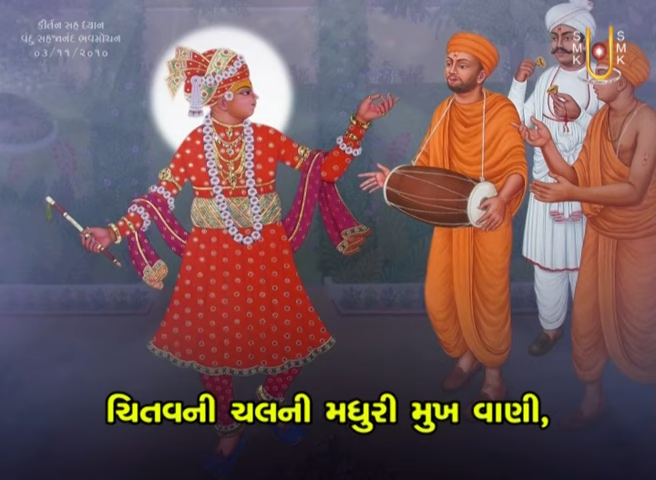 કીર્તન સહ ધ્યાન
વંદુ સહજાનંદ ભવમોચન
૦૩/૧૧/૨૦૧૦
S S
M M
K K
ચિતવની ચલની મધુરી મુખ વાણી,